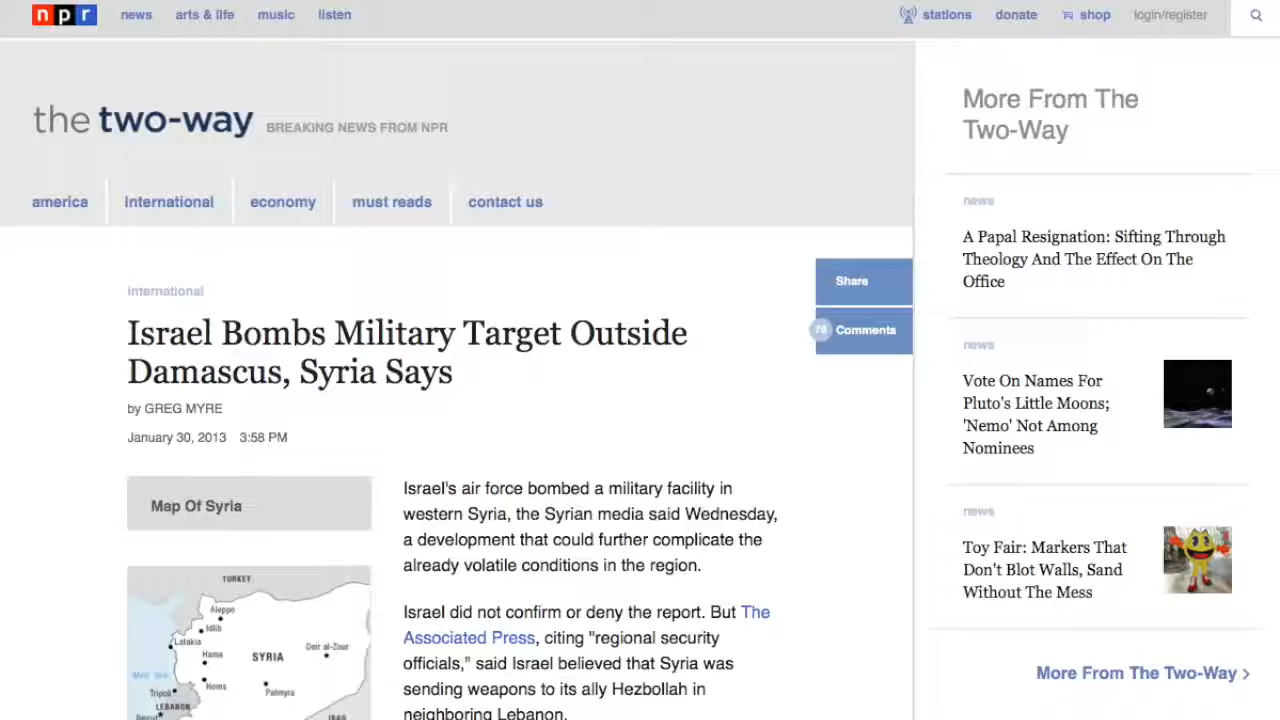 npr news arts & life music listen stations donate shop login/register
the two-way BREAKING NEWS FROM NPR
america international economy must reads contact us
international
Israel Bombs Military Target Outside
Damascus, Syria Says
by GREG MYRE
January 30, 2013 3:58 PM
Share
78 Comments
Map Of Syria
TURKEY
Aleppo
Idlib
Latakia
Hama
SYRIA
Deir al-Zour
Homs
Palmyra
Tripoli
LEBANON
Beirut
IRAQ
Israel's air force bombed a military facility in
western Syria, the Syrian media said Wednesday,
a development that could further complicate the
already volatile conditions in the region.
Israel did not confirm or deny the report. But The
Associated Press, citing "regional security
officials," said Israel believed that Syria was
sending weapons to its ally Hezbollah in
neighboring Lebanon.
More From The
Two-Way
news
A Papal Resignation: Sifting Through
Theology And The Effect On The
Office
news
Vote On Names For
Pluto's Little Moons;
'Nemo' Not Among
Nominees
news
Toy Fair: Markers That
Don't Blot Walls, Sand
Without The Mess
More From The Two-Way >